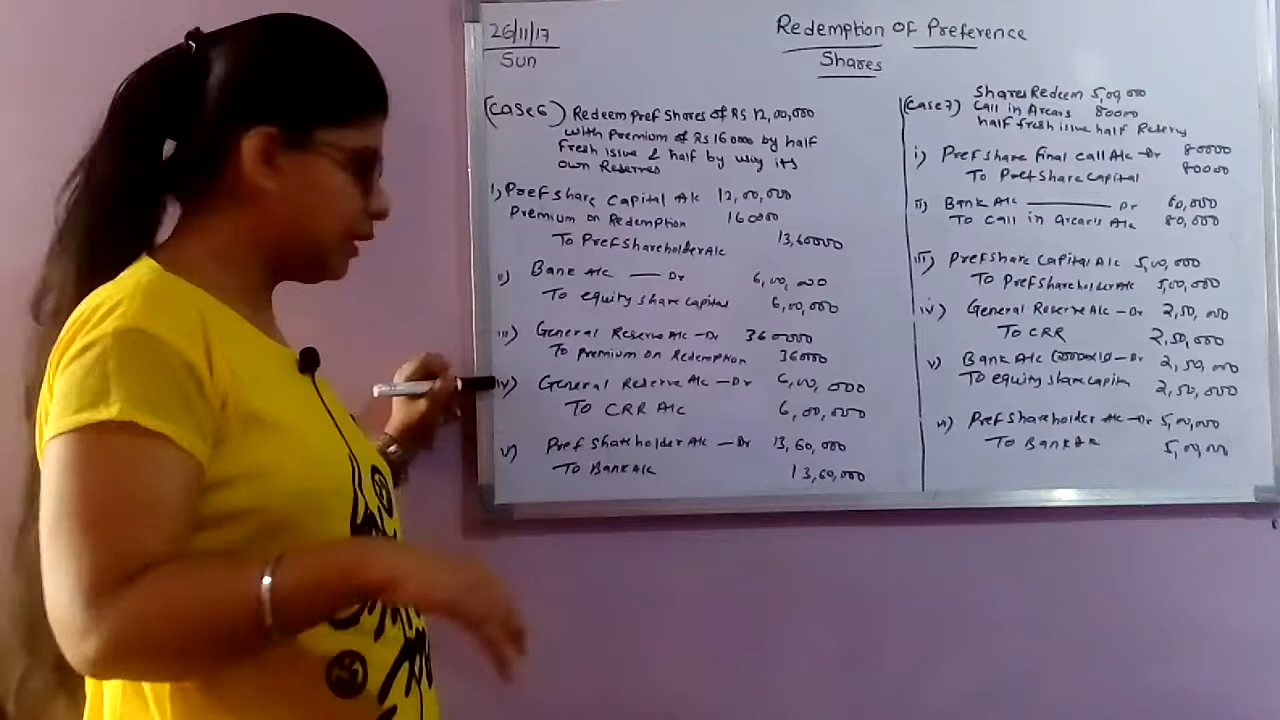 26/11/17
Sun
Redemption Of Preference
Shares
(Case 6) Redeem Pref Shares of RS 12,00,000
with Premium of Rs 160000 by half
Fresh issue & half by way its
own Reserves
i) Pref share Capital A/c 12,00,000
Premium on Redemption 160000
To Pref shareholder A/c 13,60000
ii) Bank A/c — Dr 6,00,000
To equity share capital 6,00,000
iii) General Reserve A/c - Dr 360000
To premium on Redemption 36000
iv) General Reserve A/c - Dr 6,00,000
To CRR A/c 6,00,000
v) Pref shareholder A/c - Dr 13,60,000
To Bank A/c 13,60,000
(Case 7) Shares Redeem 5,00,000
Call in Arears 80000
half fresh issue half Reserves
i) Pref share Final call A/c - Dr 80000
To Pref share capital 80000
ii) Bank A/c — Dr 80,000
To Call in Arears A/c 80,000
iii) Pref share capital A/c 5,00,000
To Pref shareholder A/c 5,00,000
iv) General Reserve A/c - Dr 2,50,000
To CRR 2,50,000
v) Bank A/c - Dr 2,50,000
To equity share capital 2,50,000
vi) Pref Shareholder A/c - Dr 5,00,000
To Bank A/c 5,00,000